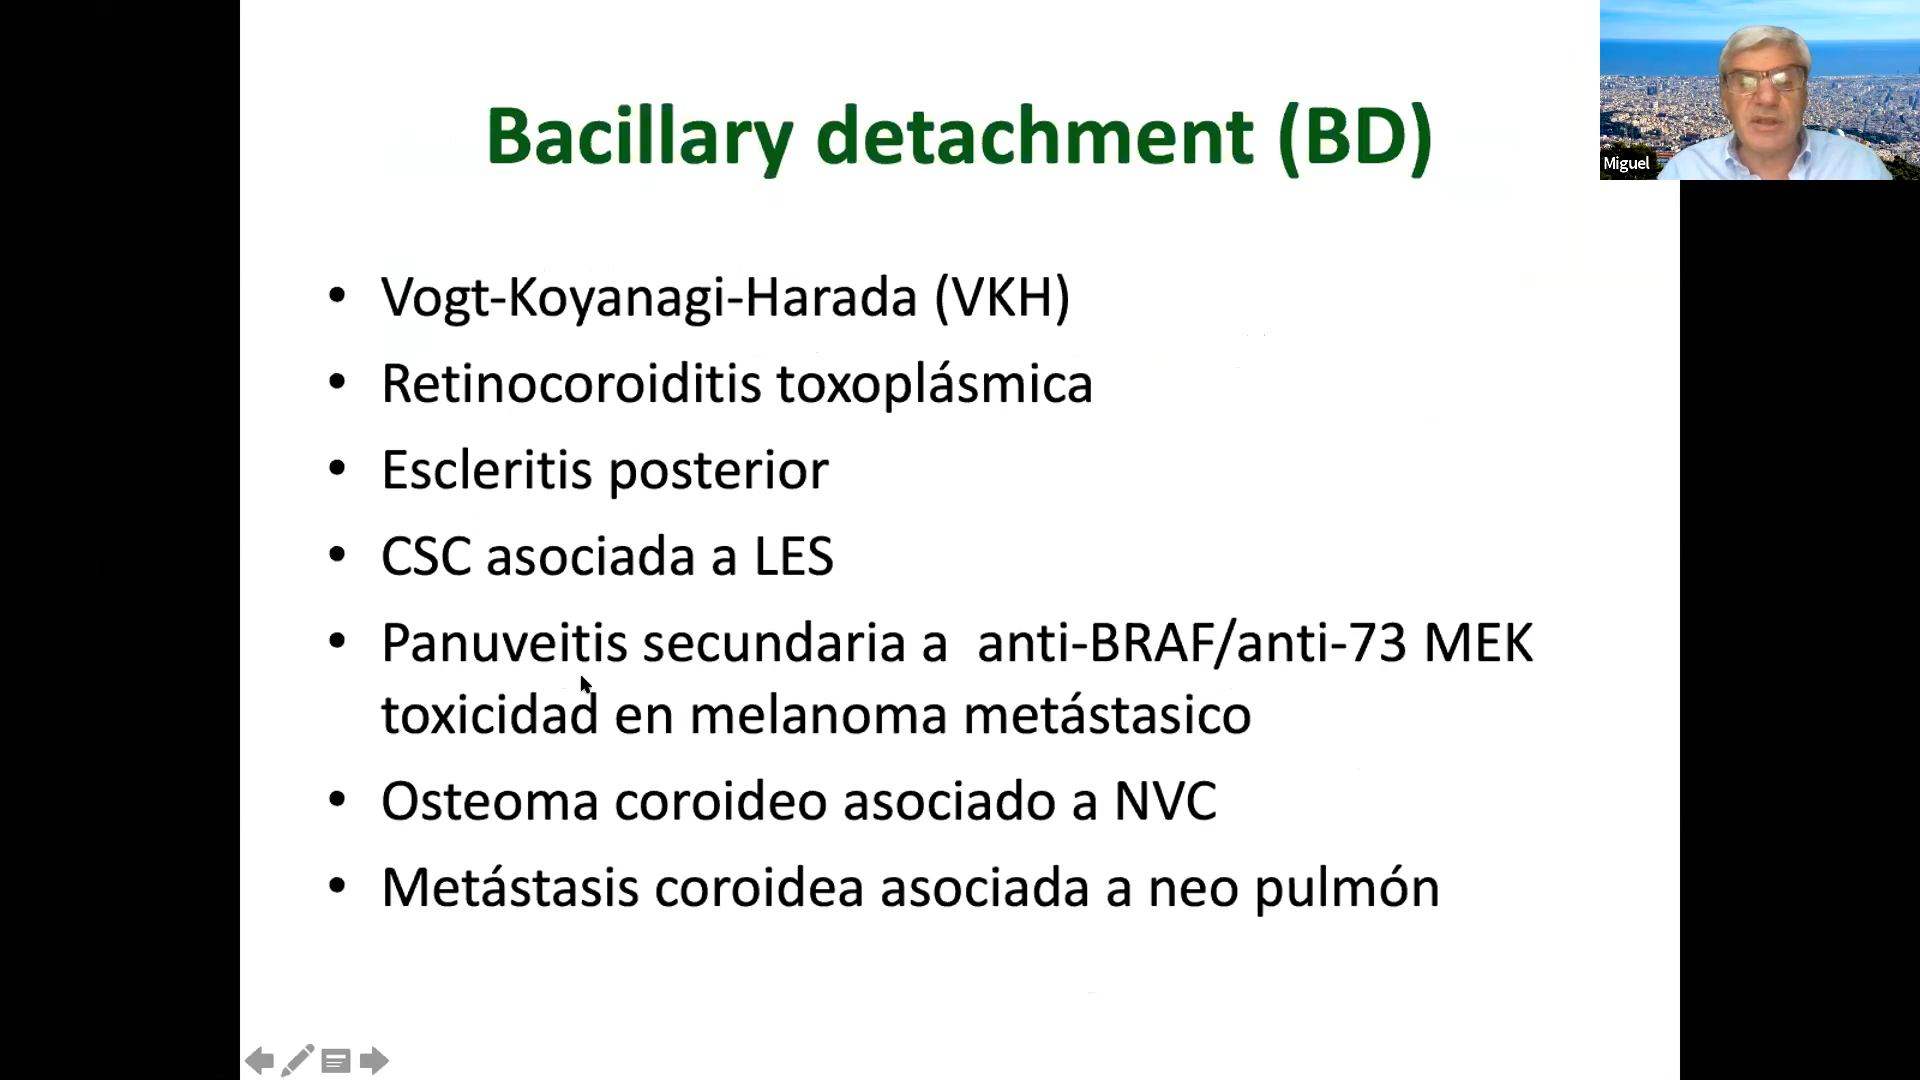 Bacillary detachment (BD)
Miguel
• Vogt-Koyanagi-Harada (VKH)
• Retinocoroiditis toxoplásmica
• Escleritis posterior
• CSC asociada a LES
• Panuveitis secundaria a  anti-BRAF/anti-73 MEK
toxicidad en melanoma metástasico
• Osteoma coroideo asociado a NVC
• Metástasis coroidea asociada a neo pulmón